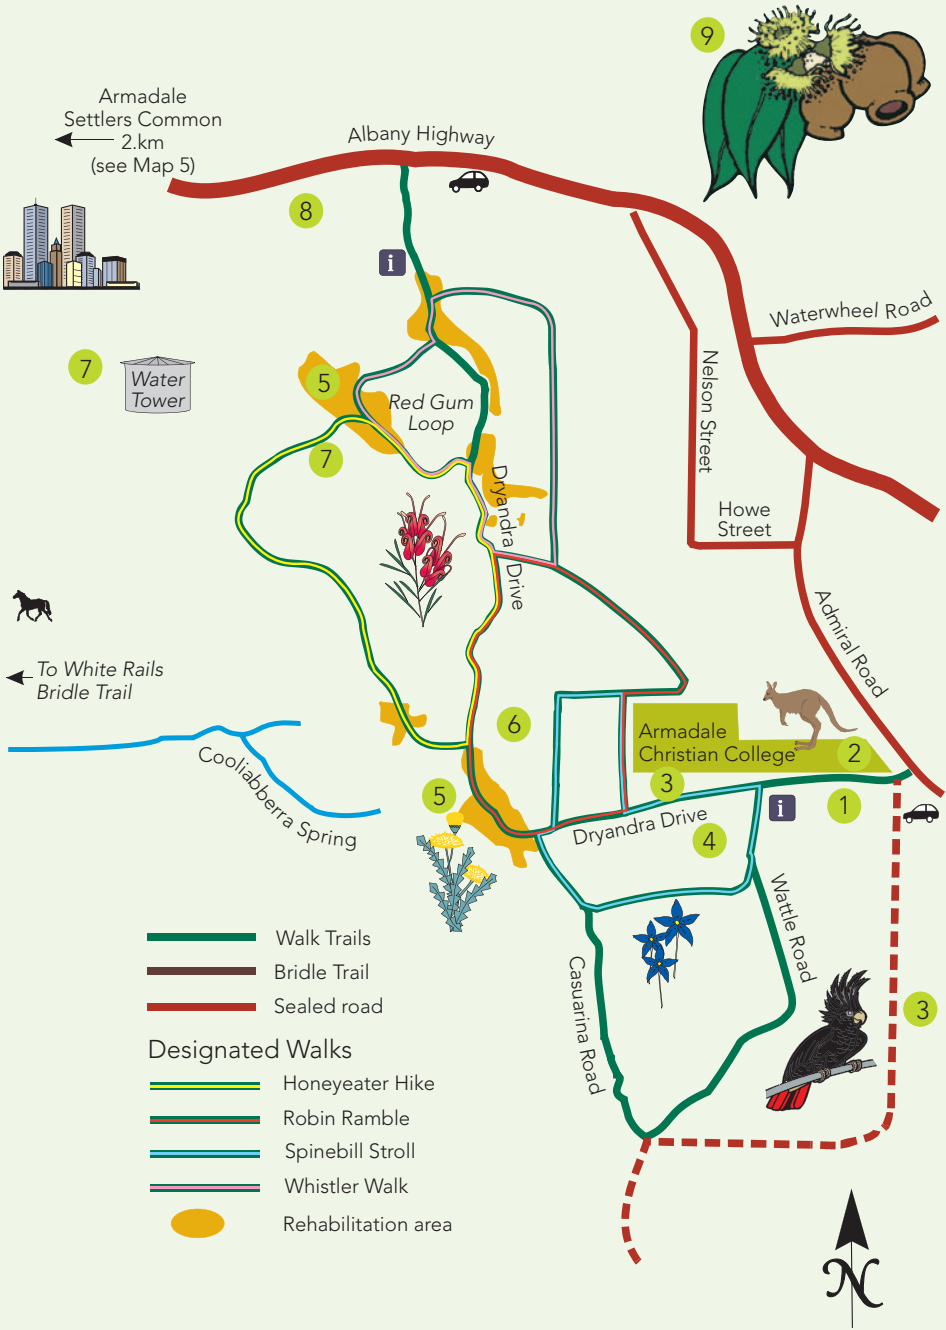 9
Armadale
Settlers Common
2.km
(see Map 5)
Albany Highway
8
i
Waterwheel Road
7
Water
Tower
5
Red Gum
Loop
Nelson Street
7
Howe
Street
Dryandra
Drive
Admiral Road
To White Rails
Bridle Trail
6
Armadale
Christian College
2
Cooliabberra Spring
3
5
i
1
Dryandra Drive
4
Wattle Road
Casuarina Road
3
Walk Trails
Bridle Trail
Sealed road
Designated Walks
Honeyeater Hike
Robin Ramble
Spinebill Stroll
Whistler Walk
Rehabilitation area
N